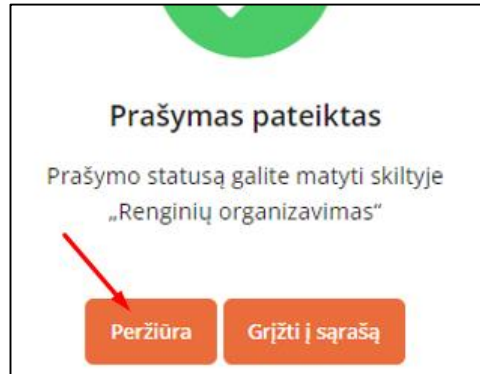 Prašymas pateiktas
Prašymo statusą galite matyti skiltyje
„Renginių organizavimas“
Peržiūra
Grįžti į sąrašą